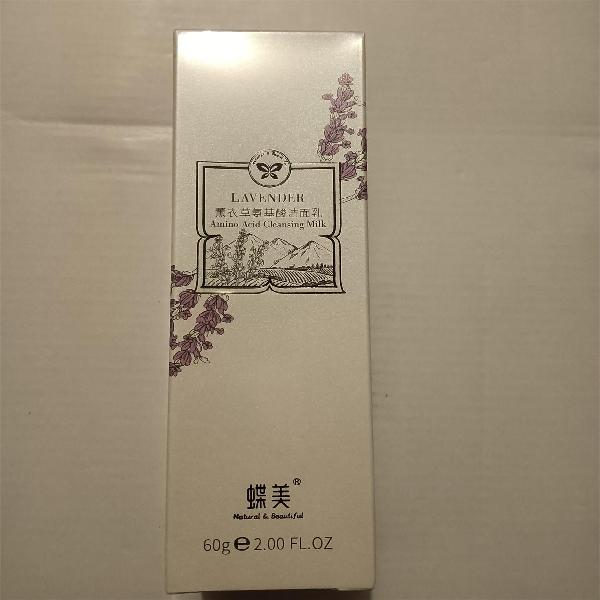 LAVENDER
薰衣草氨基酸洁面乳
Amino Acid Cleansing Milk
蝶美®
Natural & Beautiful
60g ℮ 2.00 FL.OZ